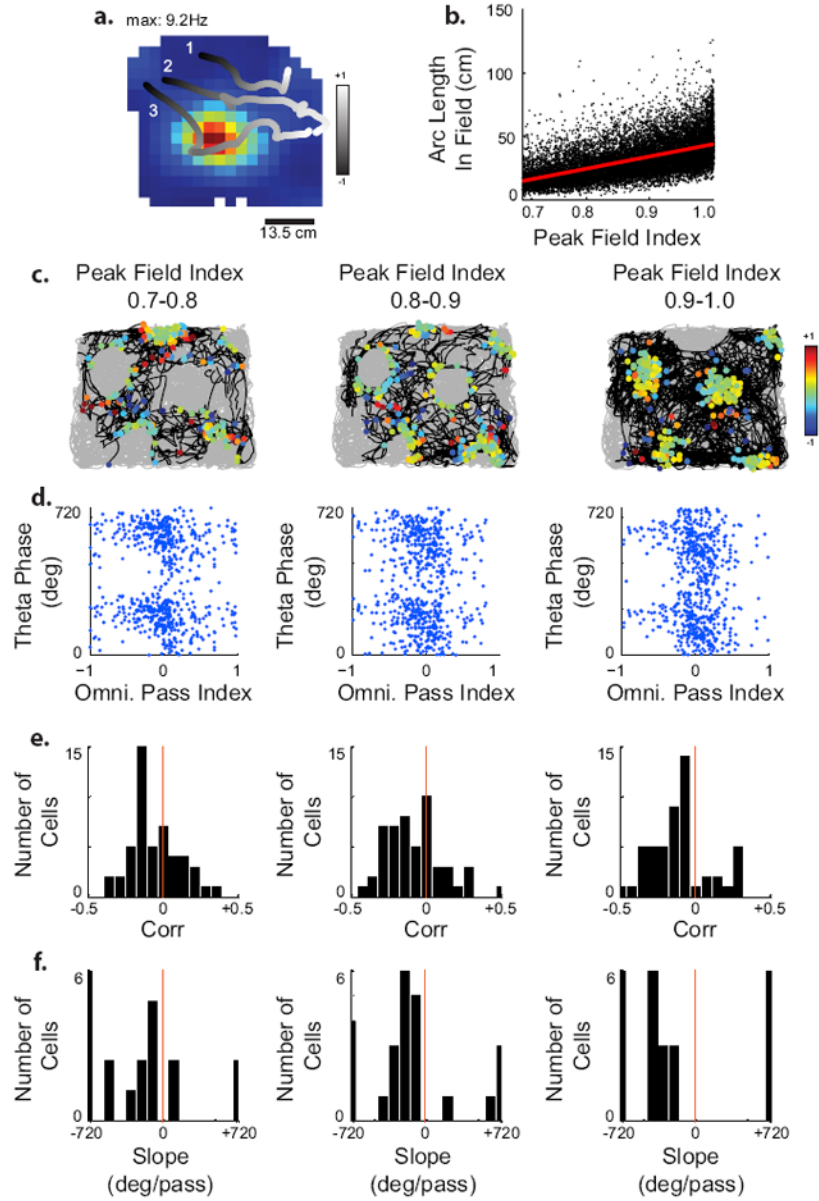 a.
max: 9.2Hz
1
2
3
+1
-1
13.5 cm
b.
Arc Length
In Field (cm)
150
100
50
0
0.7 0.8 0.9 1.0
Peak Field Index
c.
Peak Field Index
0.7-0.8
Peak Field Index
0.8-0.9
Peak Field Index
0.9-1.0
+1
-1
d.
Theta Phase
(deg)
720
0
−1 0 1
Omni. Pass Index
Theta Phase
(deg)
720
0
−1 0 1
Omni. Pass Index
Theta Phase
(deg)
720
0
−1 0 1
Omni. Pass Index
e.
Number of
Cells
15
0
-0.5 0 +0.5
Corr
Number of
Cells
15
0
-0.5 0 +0.5
Corr
Number of
Cells
15
0
-0.5 0 +0.5
Corr
f.
Number of
Cells
6
0
-720 0 +720
Slope
(deg/pass)
Number of
Cells
6
0
-720 0 +720
Slope
(deg/pass)
Number of
Cells
6
0
-720 0 +720
Slope
(deg/pass)